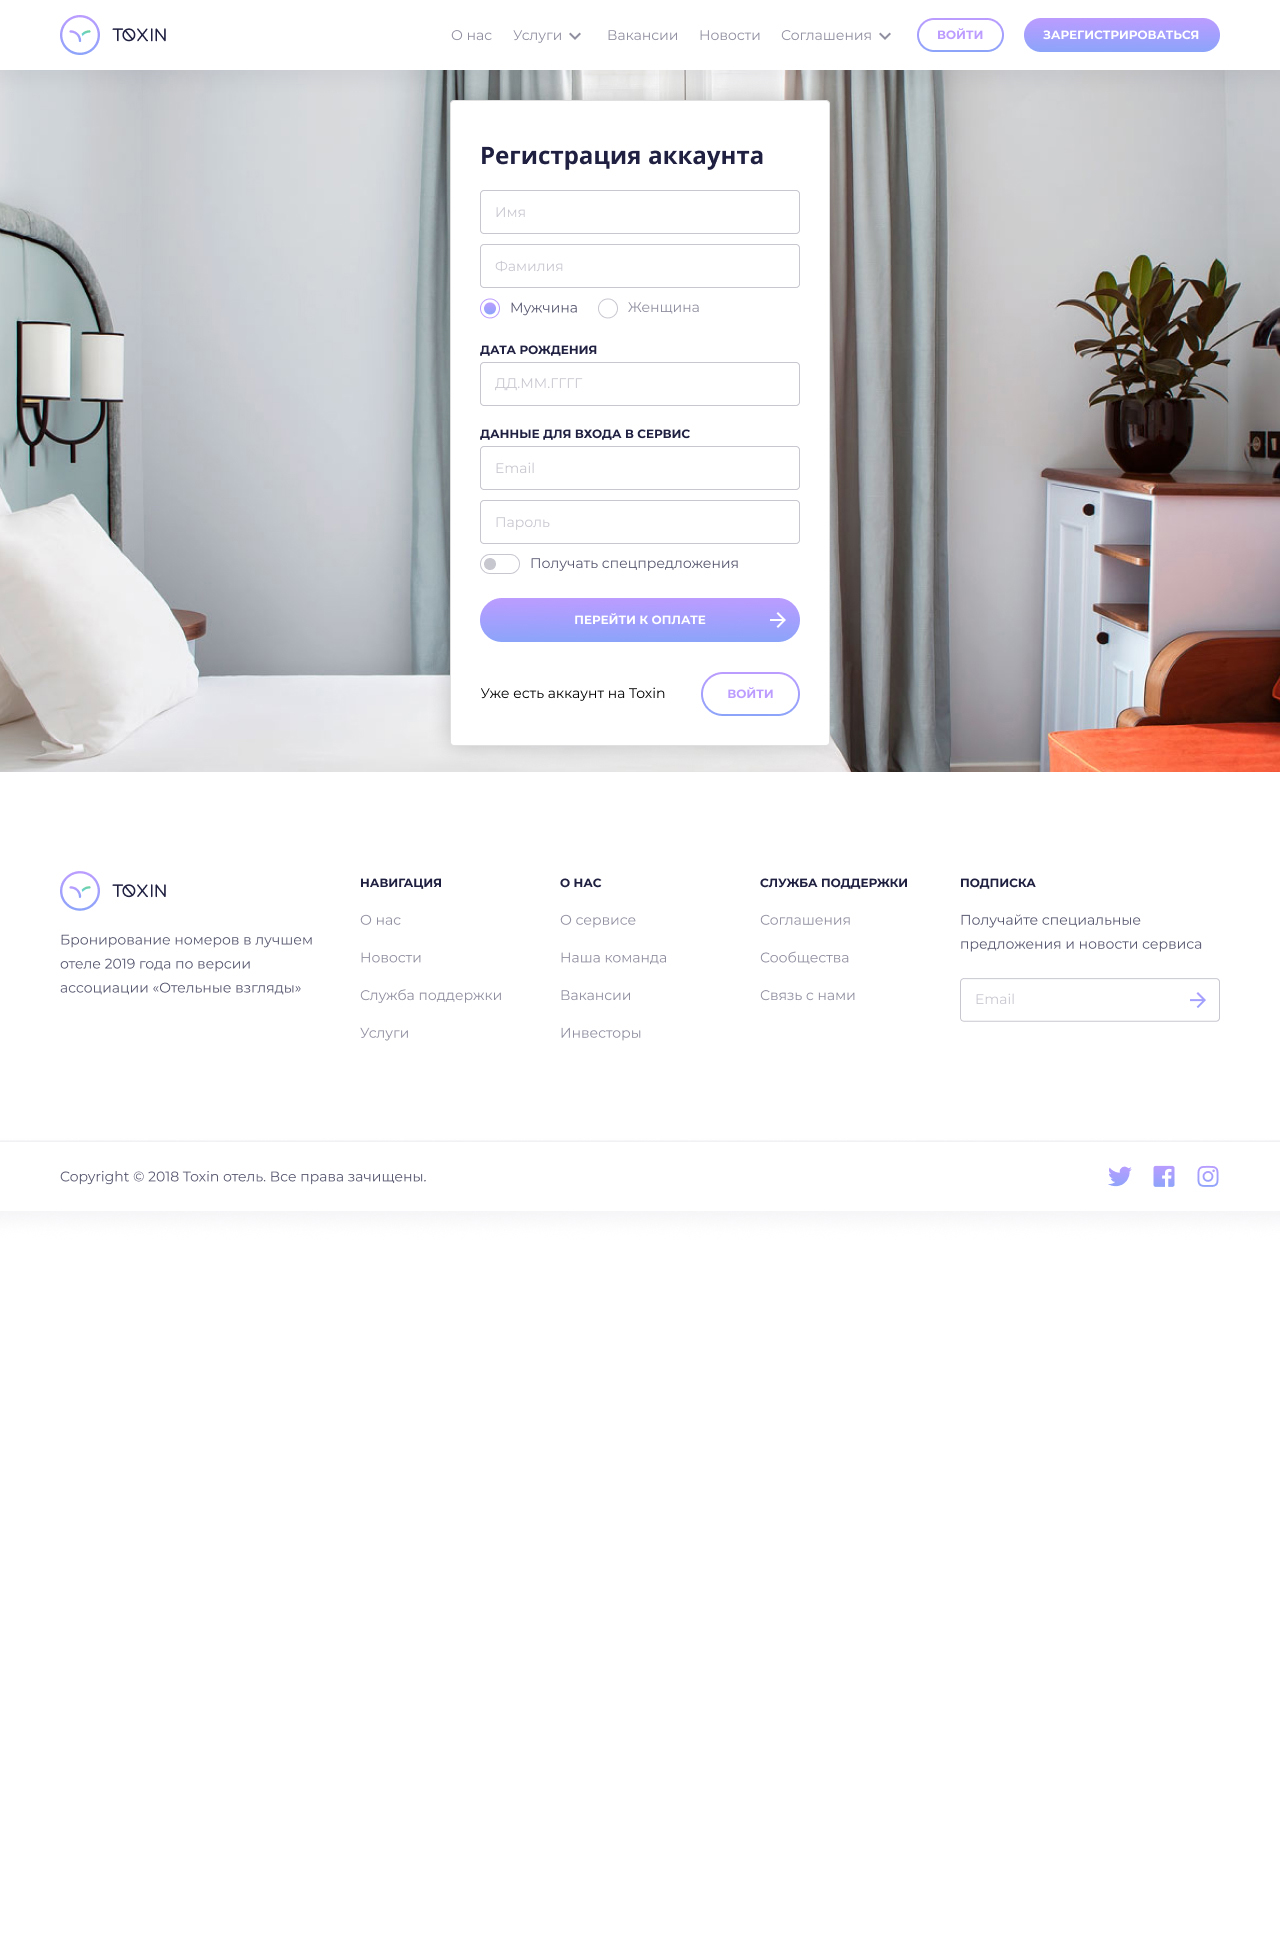 TOXIN
О нас
Услуги
Вакансии
Новости
Соглашения
ВОЙТИ
ЗАРЕГИСТРИРОВАТЬСЯ
Регистрация аккаунта
Имя
Фамилия
Мужчина
Женщина
ДАТА РОЖДЕНИЯ
ДД.ММ.ГГГГ
ДАННЫЕ ДЛЯ ВХОДА В СЕРВИС
Email
Пароль
Получать спецпредложения
ПЕРЕЙТИ К ОПЛАТЕ
Уже есть аккаунт на Toxin
ВОЙТИ
TOXIN
Бронирование номеров в лучшем
отеле 2019 года по версии
ассоциации «Отельные взгляды»
НАВИГАЦИЯ
О нас
Новости
Служба поддержки
Услуги
О НАС
О сервисе
Наша команда
Вакансии
Инвесторы
СЛУЖБА ПОДДЕРЖКИ
Соглашения
Сообщества
Связь с нами
ПОДПИСКА
Получайте специальные
предложения и новости сервиса
Email
Copyright © 2018 Toxin отель. Все права зачищены.